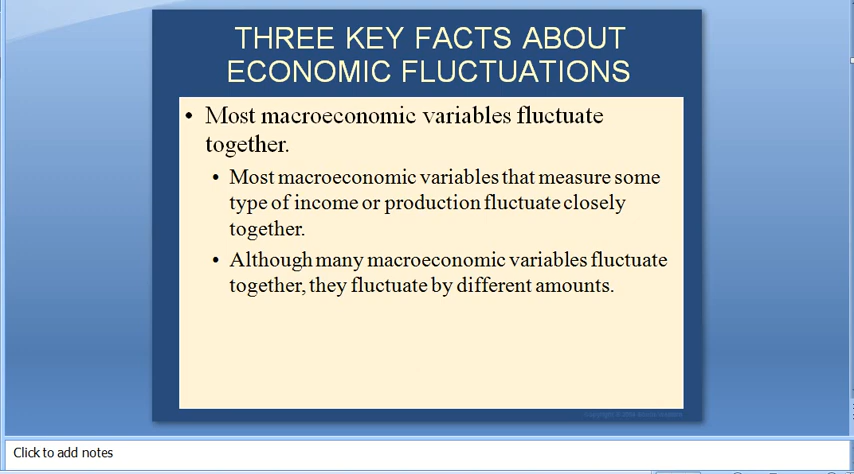 THREE KEY FACTS ABOUT
ECONOMIC FLUCTUATIONS
• Most macroeconomic variables fluctuate
together.
• Most macroeconomic variables that measure some
type of income or production fluctuate closely
together.
• Although many macroeconomic variables fluctuate
together, they fluctuate by different amounts.
Click to add notes